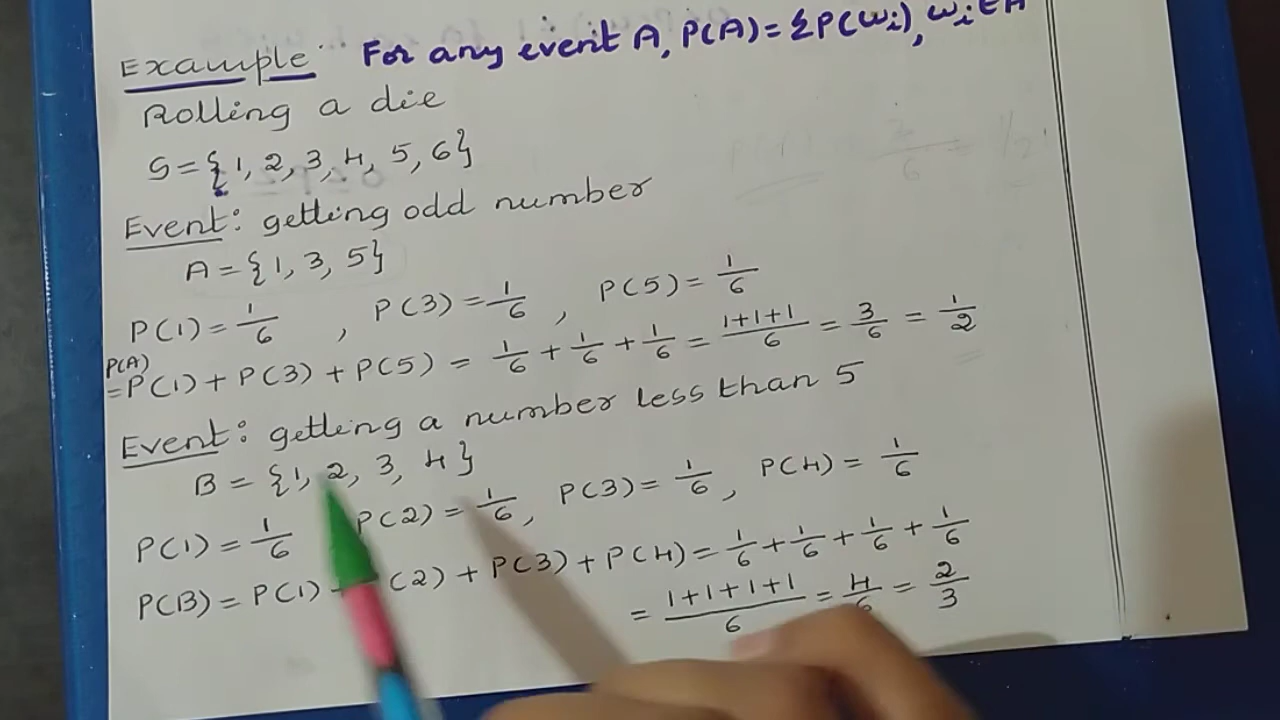 Example: For any event A, P(A)=ΣP(ωi), ωi∈A
Rolling a die
S={1, 2, 3, 4, 5, 6}
Event: getting odd number
A={1, 3, 5}
P(1)=1/6, P(3)=1/6, P(5)=1/6
P(A)
=P(1)+P(3)+P(5)=1/6+1/6+1/6=(1+1+1)/6=3/6=1/2
Event: getting a number less than 5
B={1, 2, 3, 4}
P(1)=1/6 P(2)=1/6, P(3)=1/6, P(4)=1/6
P(B)=P(1) (2)+P(3)+P(4)=1/6+1/6+1/6+1/6
=(1+1+1+1)/6=4/6=2/3